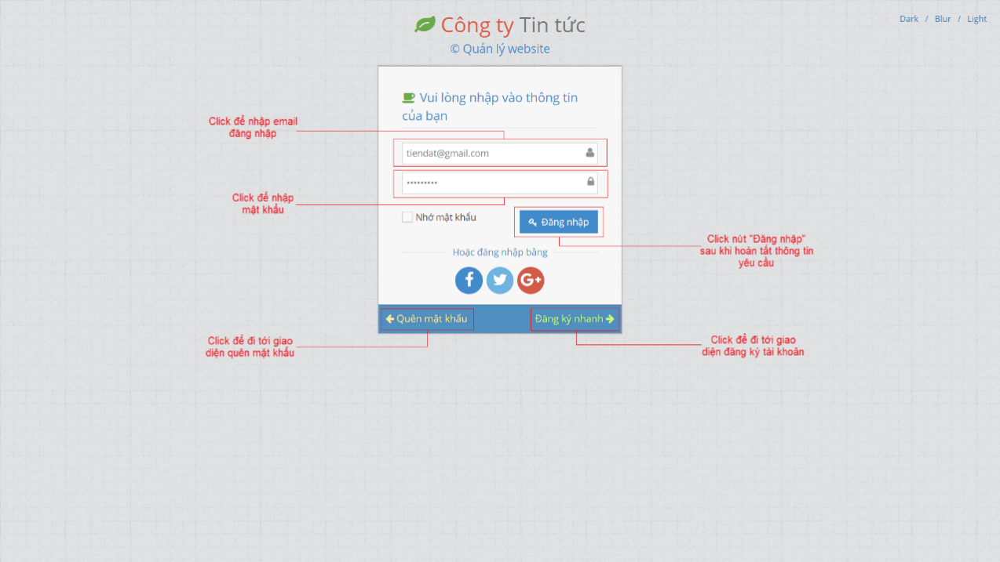 Công ty Tin tức
Dark / Blur / Light
© Quản lý website
Vui lòng nhập vào thông tin
của bạn
Click để nhập email
đăng nhập
tiendat@gmail.com
Click để nhập
mật khẩu
•••••••••
Nhớ mật khẩu
Đăng nhập
Click nút "Đăng nhập"
sau khi hoàn tất thông tin
yêu cầu
Hoặc đăng nhập bằng
Quên mật khẩu
Đăng ký nhanh
Click để đi tới giao
diện quên mật khẩu
Click để đi tới giao
diện đăng ký tài khoản